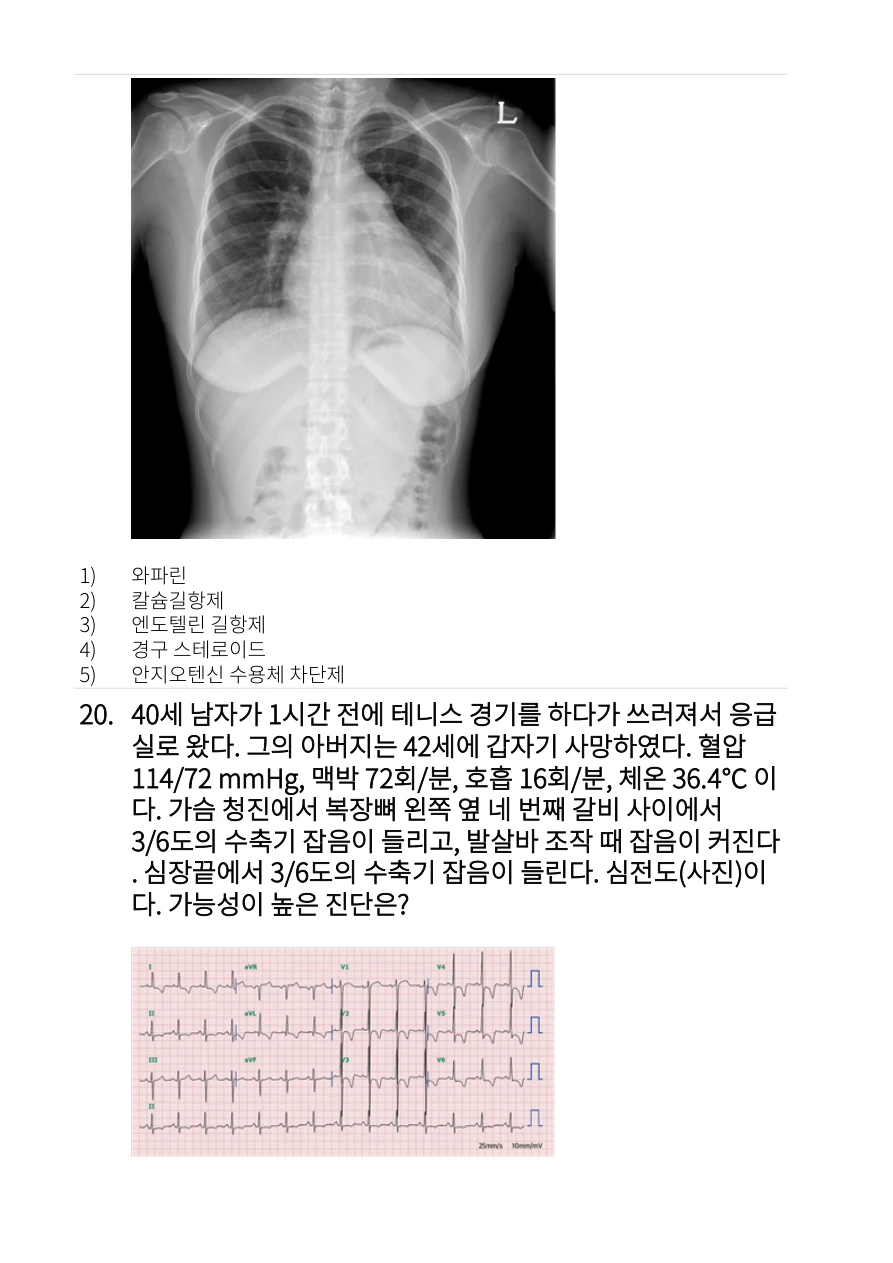 L
1) 와파린
2) 칼슘길항제
3) 엔도텔린 길항제
4) 경구 스테로이드
5) 안지오텐신 수용체 차단제
20. 40세 남자가 1시간 전에 테니스 경기를 하다가 쓰러져서 응급
실로 왔다. 그의 아버지는 42세에 갑자기 사망하였다. 혈압
114/72 mmHg, 맥박 72회/분, 호흡 16회/분, 체온 36.4℃ 이
다. 가슴 청진에서 복장뼈 왼쪽 옆 네 번째 갈비 사이에서
3/6도의 수축기 잡음이 들리고, 발살바 조작 때 잡음이 커진다
. 심장끝에서 3/6도의 수축기 잡음이 들린다. 심전도(사진)이
다. 가능성이 높은 진단은?
I aVR V1 V4
II aVL V2 V5
III aVF V3 V6
II
25mm/s 10mm/mV